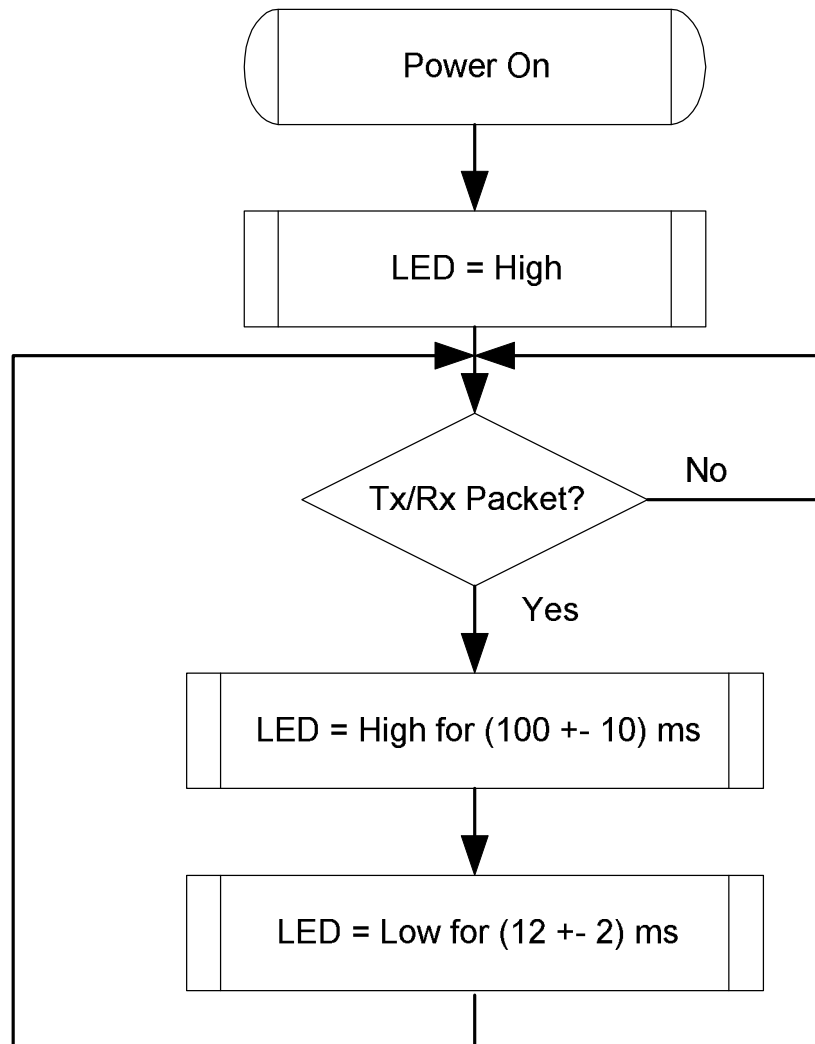 Power On
LED = High
Tx/Rx Packet?
No
Yes
LED = High for (100 +- 10) ms
LED = Low for (12 +- 2) ms